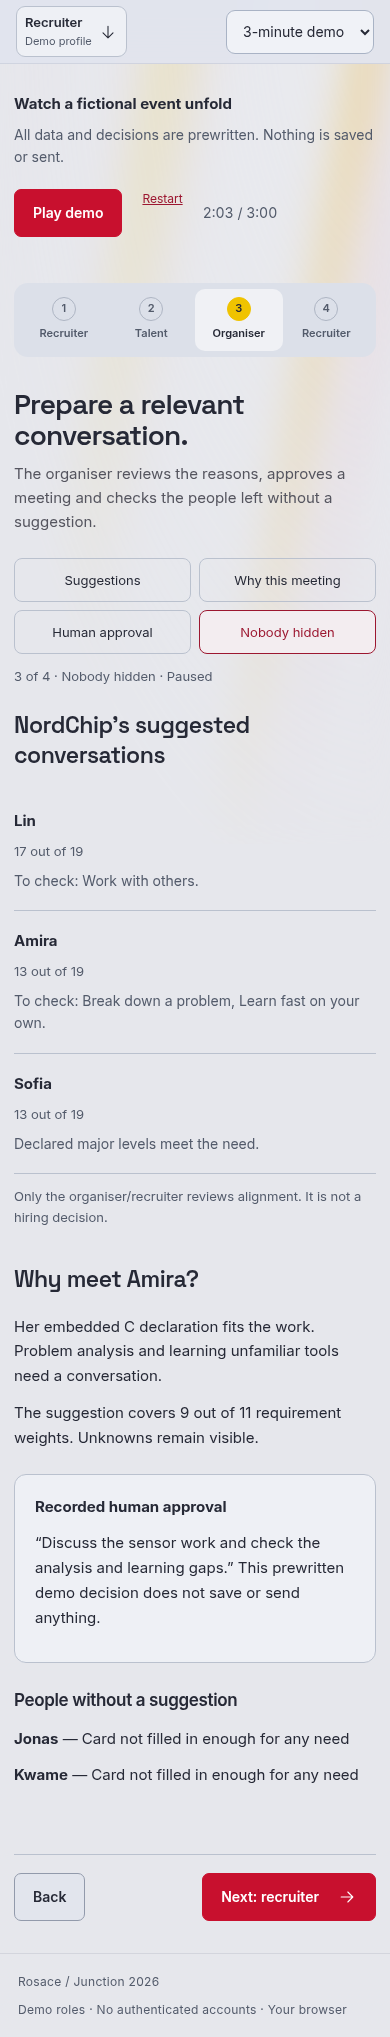 Recruiter
Demo profile
3-minute demo
Watch a fictional event unfold
All data and decisions are prewritten. Nothing is saved
or sent.
Play demo
Restart
2:03 / 3:00
1
Recruiter
2
Talent
3
Organiser
4
Recruiter
Prepare a relevant
conversation.
The organiser reviews the reasons, approves a
meeting and checks the people left without a
suggestion.
Suggestions
Why this meeting
Human approval
Nobody hidden
3 of 4 · Nobody hidden · Paused
NordChip’s suggested
conversations
Lin
17 out of 19
To check: Work with others.
Amira
13 out of 19
To check: Break down a problem, Learn fast on your
own.
Sofia
13 out of 19
Declared major levels meet the need.
Only the organiser/recruiter reviews alignment. It is not a
hiring decision.
Why meet Amira?
Her embedded C declaration fits the work.
Problem analysis and learning unfamiliar tools
need a conversation.
The suggestion covers 9 out of 11 requirement
weights. Unknowns remain visible.
Recorded human approval
“Discuss the sensor work and check the
analysis and learning gaps.” This prewritten
demo decision does not save or send
anything.
People without a suggestion
Jonas — Card not filled in enough for any need
Kwame — Card not filled in enough for any need
Back
Next: recruiter →
Rosace / Junction 2026
Demo roles · No authenticated accounts · Your browser